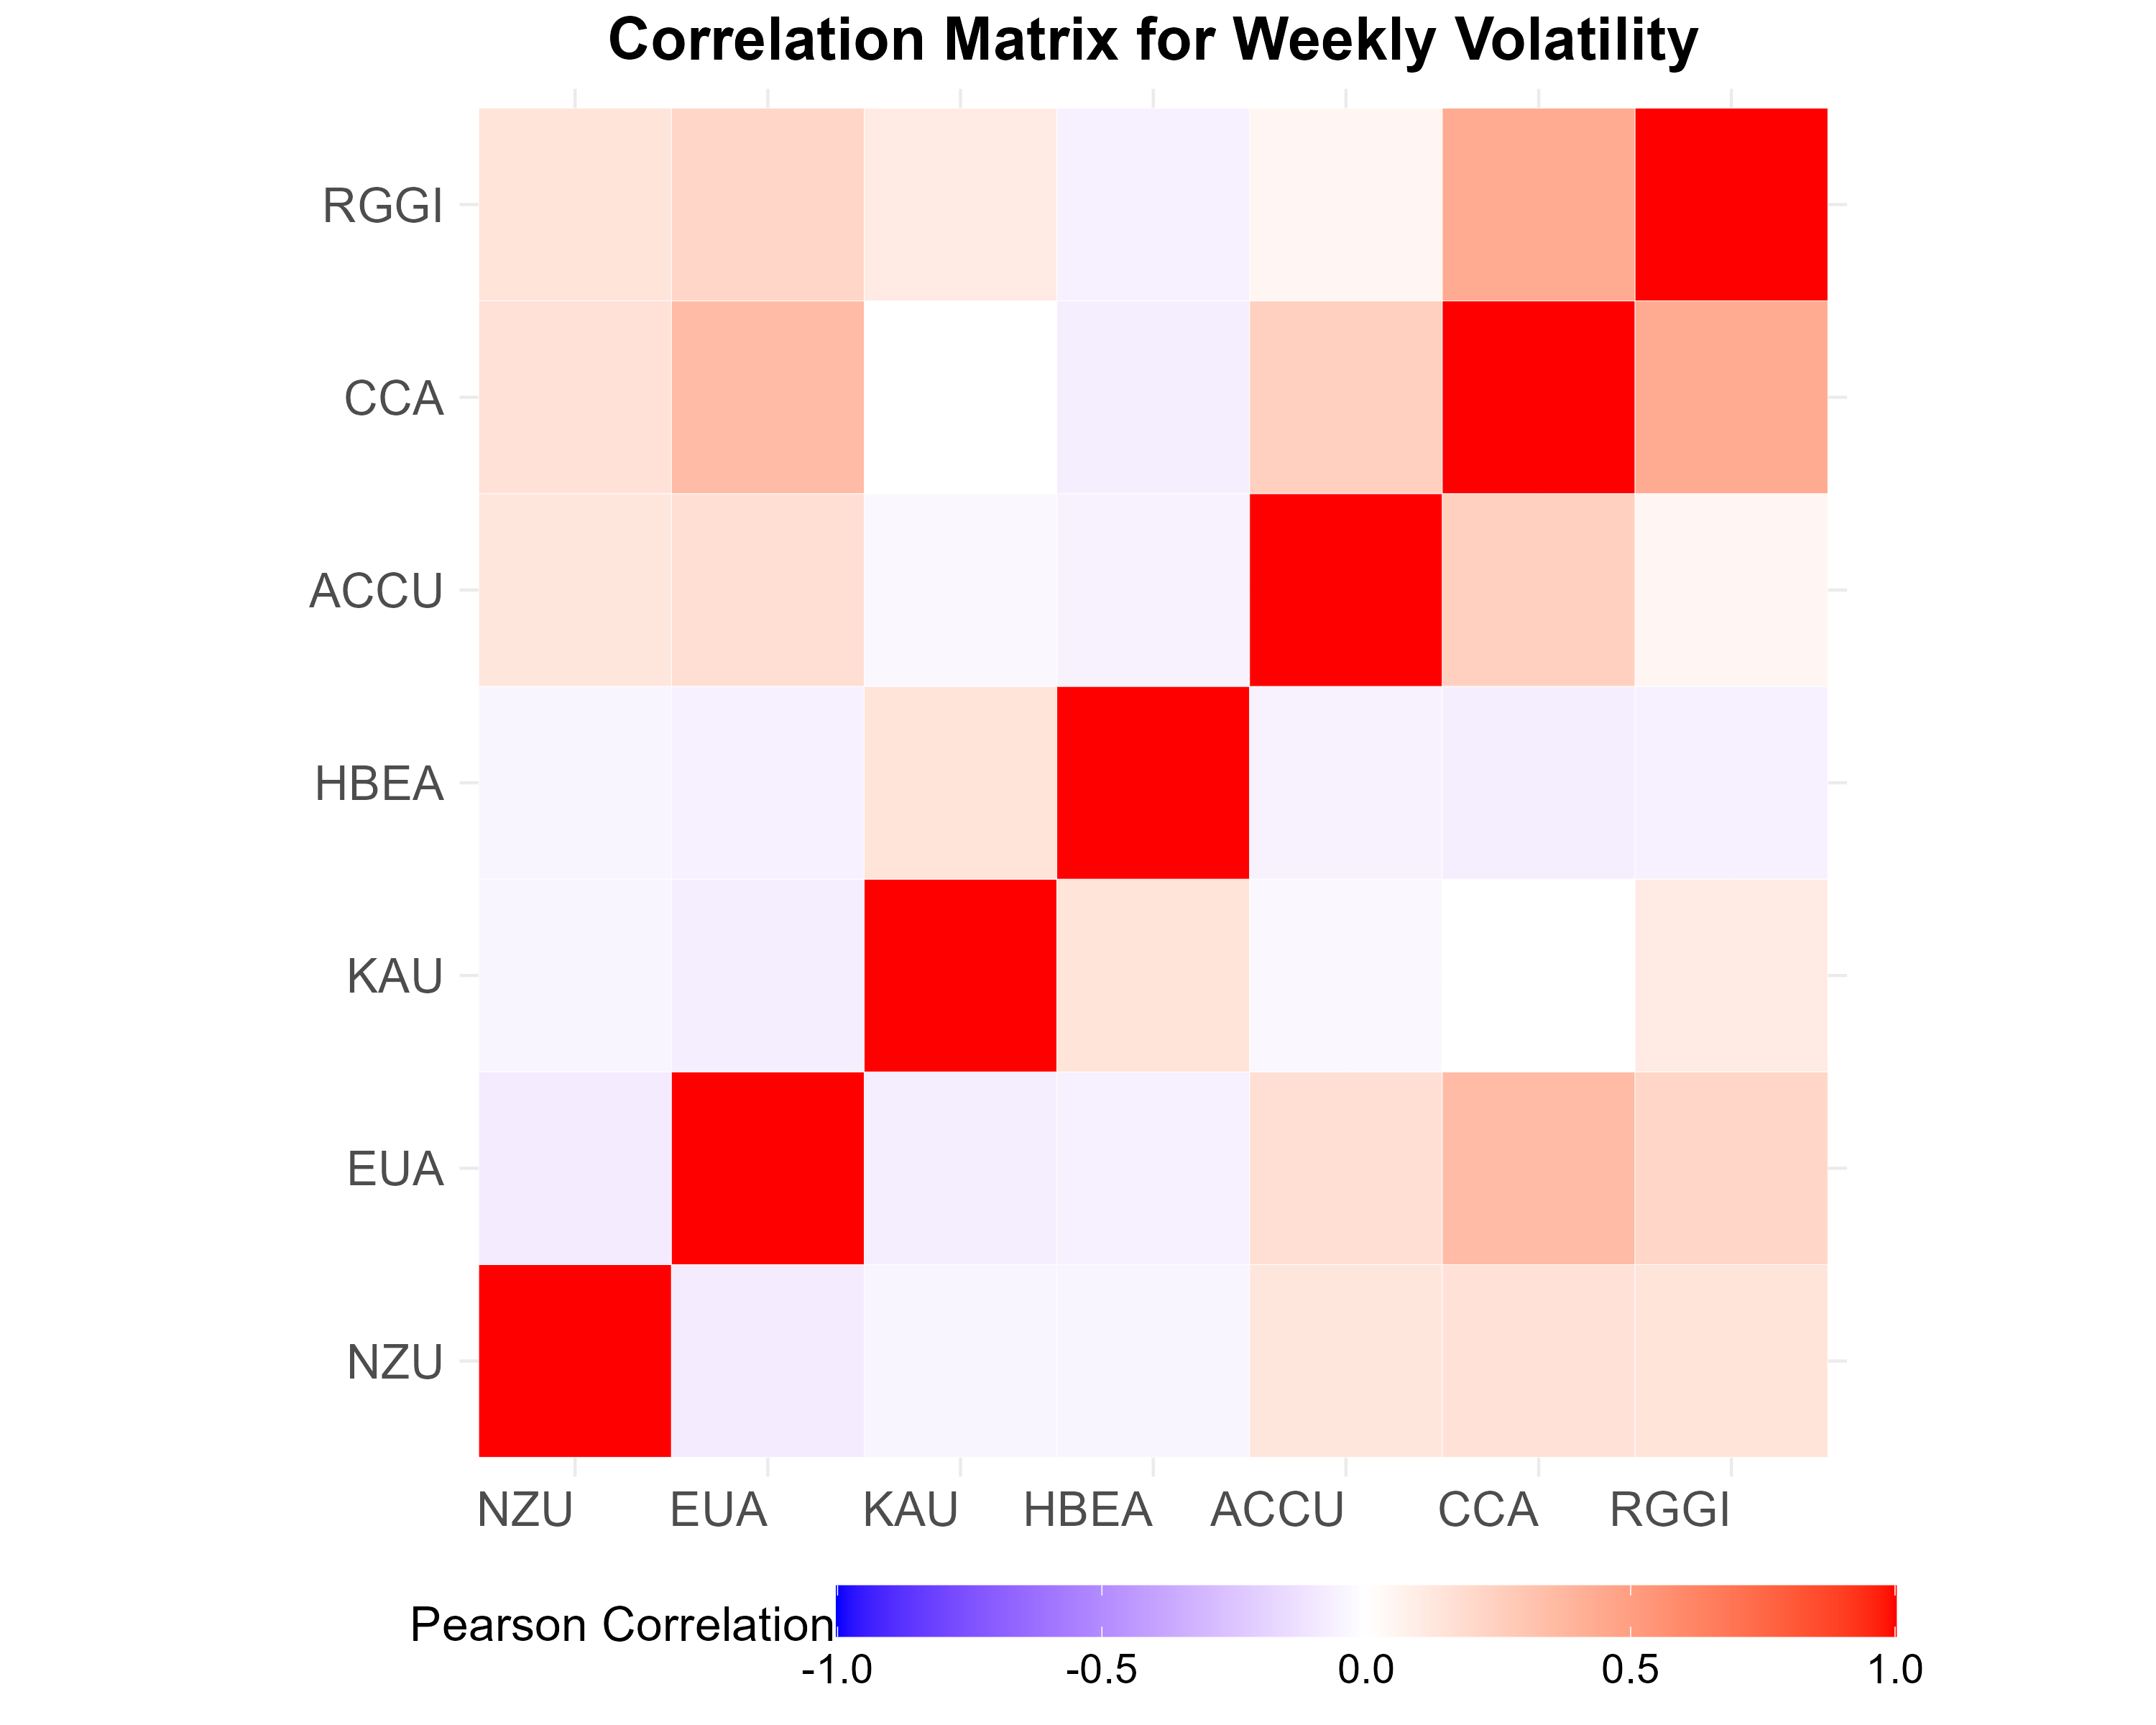 Correlation Matrix for Weekly Volatility
RGGI
CCA
ACCU
HBEA
KAU
EUA
NZU
NZU EUA KAU HBEA ACCU CCA RGGI
Pearson Correlation
-1.0 -0.5 0.0 0.5 1.0